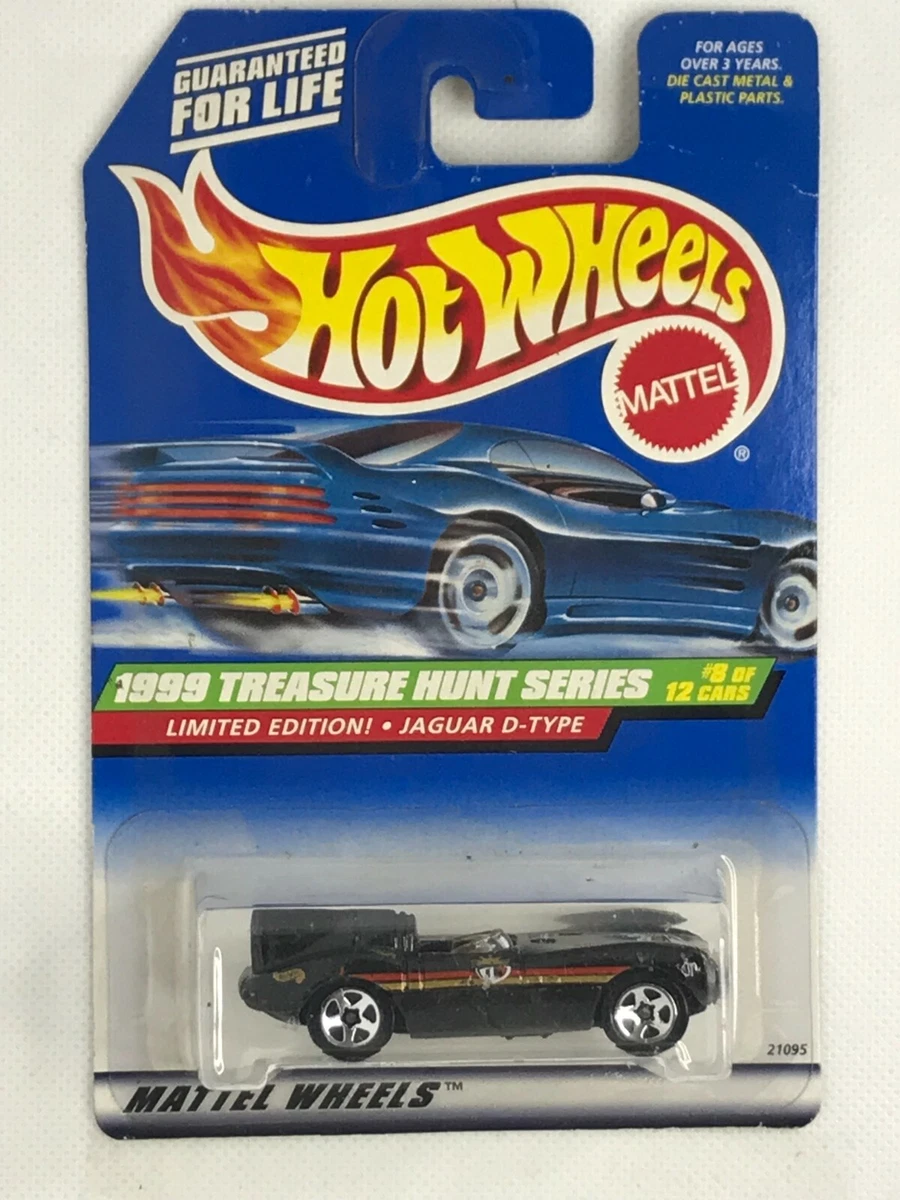 GUARANTEED
FOR LIFE
FOR AGES
OVER 3 YEARS.
DIE CAST METAL &
PLASTIC PARTS.
HOT WHEELS
MATTEL
®
1999 TREASURE HUNT SERIES
#8 OF
12 CARS
LIMITED EDITION! • JAGUAR D-TYPE
21095
MATTEL WHEELS™